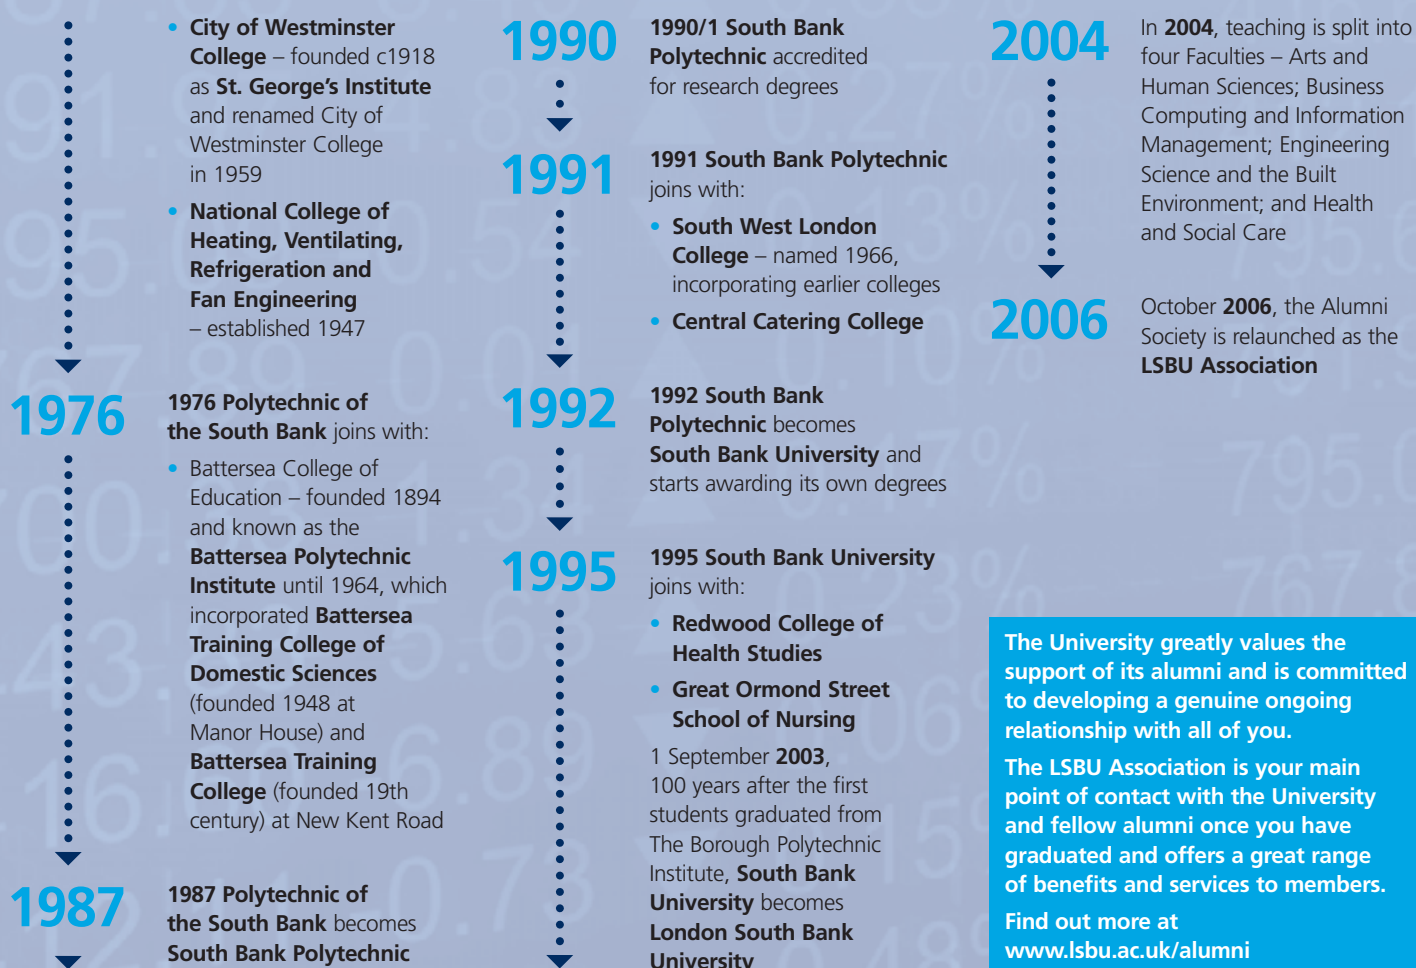 • City of Westminster
College – founded c1918
as St. George’s Institute
and renamed City of
Westminster College
in 1959
• National College of
Heating, Ventilating,
Refrigeration and
Fan Engineering
– established 1947
1976
1976 Polytechnic of
the South Bank joins with:
• Battersea College of
Education – founded 1894
and known as the
Battersea Polytechnic
Institute until 1964, which
incorporated Battersea
Training College of
Domestic Sciences
(founded 1948 at
Manor House) and
Battersea Training
College (founded 19th
century) at New Kent Road
1987
1987 Polytechnic of
the South Bank becomes
South Bank Polytechnic
1990
1990/1 South Bank
Polytechnic accredited
for research degrees
1991
1991 South Bank Polytechnic
joins with:
• South West London
College – named 1966,
incorporating earlier colleges
• Central Catering College
1992
1992 South Bank
Polytechnic becomes
South Bank University and
starts awarding its own degrees
1995
1995 South Bank University
joins with:
• Redwood College of
Health Studies
• Great Ormond Street
School of Nursing
1 September 2003,
100 years after the first
students graduated from
The Borough Polytechnic
Institute, South Bank
University becomes
London South Bank
University
2004
In 2004, teaching is split into
four Faculties – Arts and
Human Sciences; Business
Computing and Information
Management; Engineering
Science and the Built
Environment; and Health
and Social Care
2006
October 2006, the Alumni
Society is relaunched as the
LSBU Association
The University greatly values the
support of its alumni and is committed
to developing a genuine ongoing
relationship with all of you.
The LSBU Association is your main
point of contact with the University
and fellow alumni once you have
graduated and offers a great range
of benefits and services to members.
Find out more at
www.lsbu.ac.uk/alumni